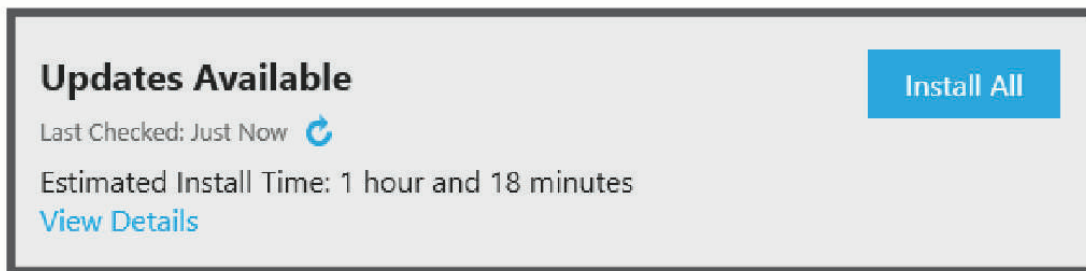 Updates Available
Install All
Last Checked: Just Now
Estimated Install Time: 1 hour and 18 minutes
View Details